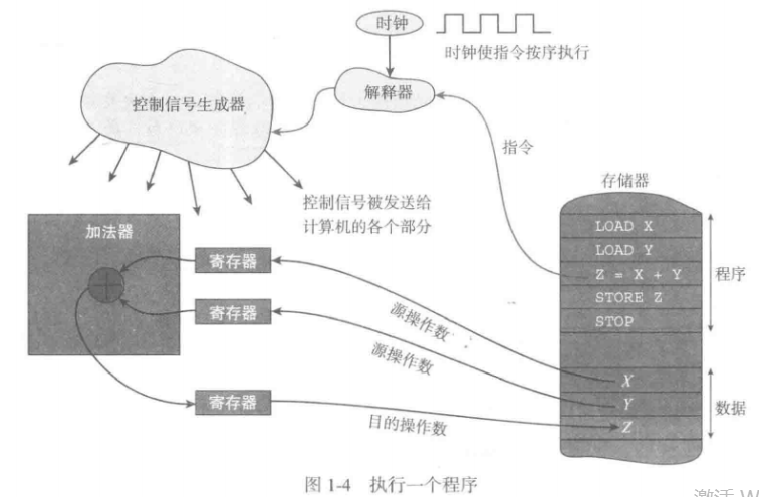 时钟
时钟使指令按序执行
解释器
控制信号生成器
指令
控制信号被发送给
计算机的各个部分
存储器
加法器
LOAD X
LOAD Y
Z = X + Y
STORE Z
STOP
程序
寄存器
寄存器
源操作数
源操作数
X
Y
Z
数据
寄存器
目的操作数
图 1-4 执行一个程序
激活 W